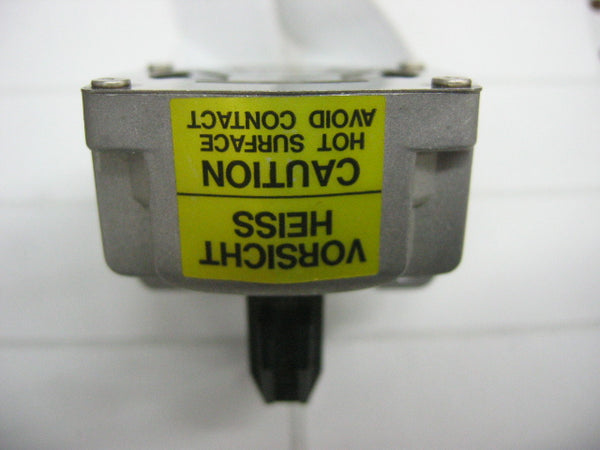 VORSICHT
HEISS
CAUTION
HOT SURFACE
AVOID CONTACT